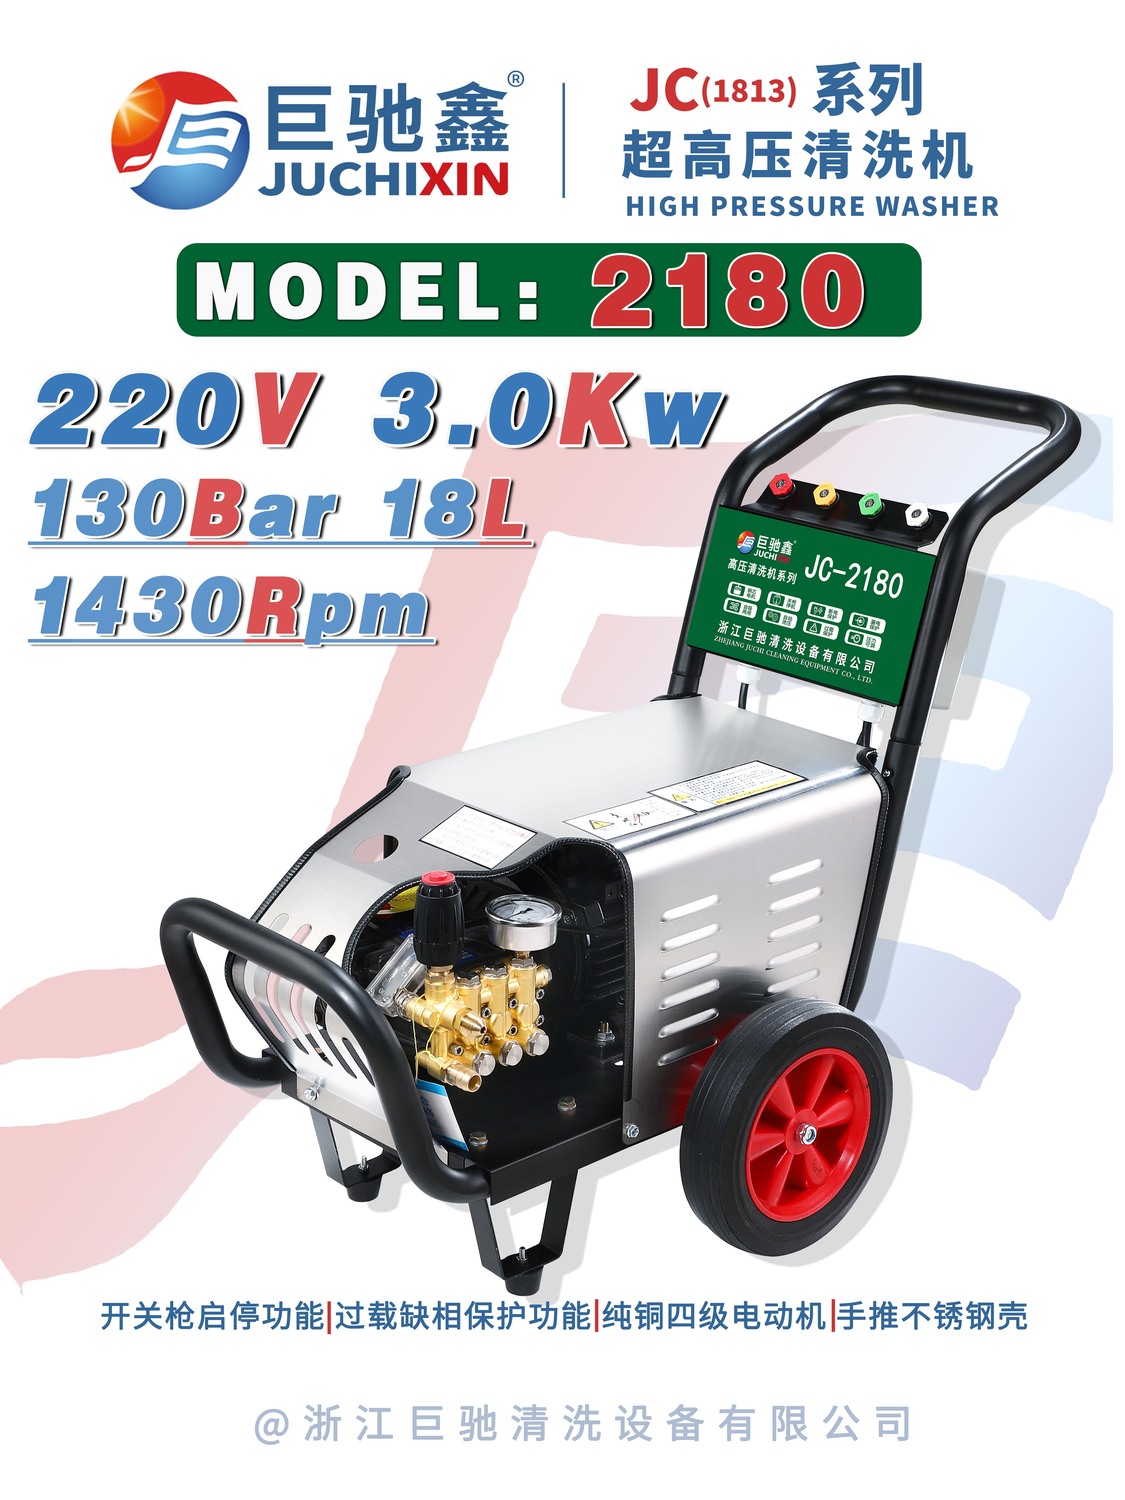 巨驰鑫®
JUCHIXIN
JC(1813) 系列
超高压清洗机
HIGH PRESSURE WASHER
MODEL: 2180
220V 3.0Kw
130Bar 18L
1430Rpm
巨驰鑫
JUCHIXIN
高压清洗机系列
JC-2180
浙江巨驰清洗设备有限公司
ZHEJIANG JUCHI CLEANING EQUIPMENT CO., LTD.
开关枪启停功能|过载缺相保护功能|纯铜四级电动机|手推不锈钢壳
@浙江巨驰清洗设备有限公司